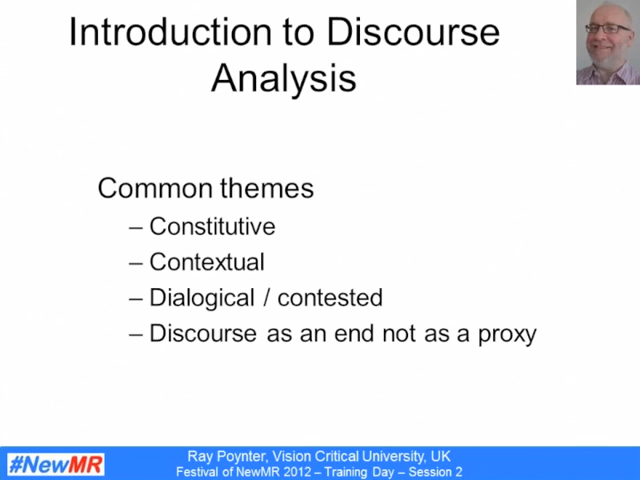 Introduction to Discourse
Analysis
Common themes
– Constitutive
– Contextual
– Dialogical / contested
– Discourse as an end not as a proxy
#NewMR
Ray Poynter, Vision Critical University, UK
Festival of NewMR 2012 – Training Day – Session 2